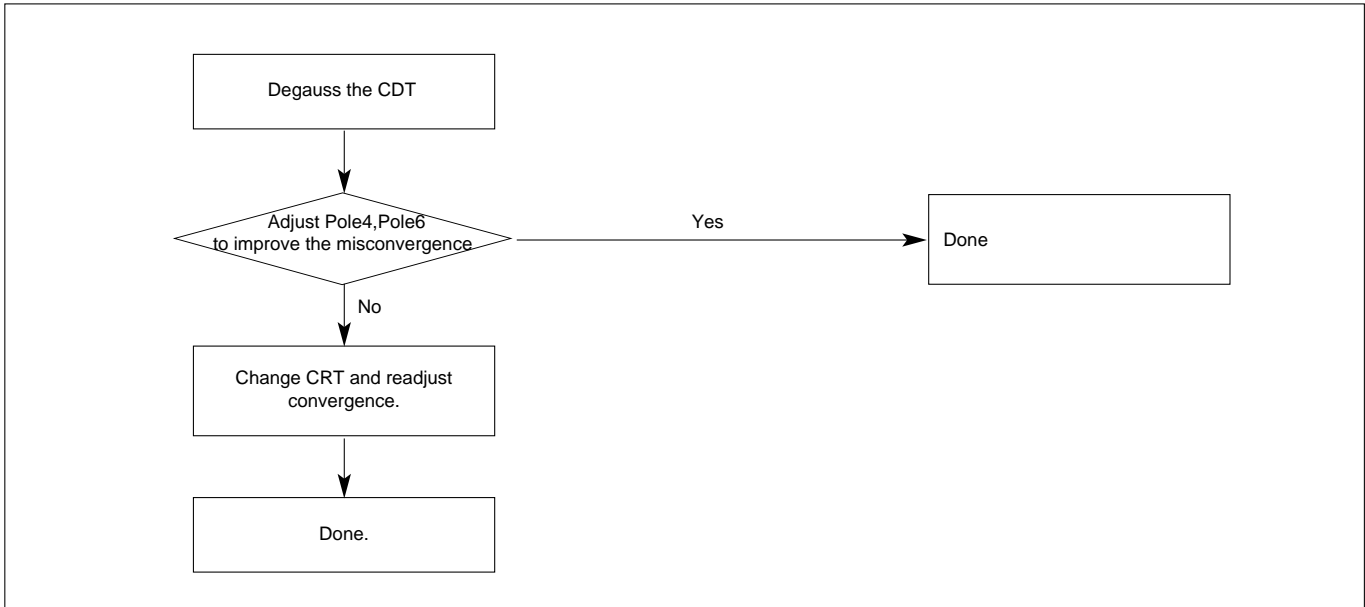 Degauss the CDT
Adjust Pole4,Pole6
to improve the misconvergence
Yes
Done
No
Change CRT and readjust
convergence.
Done.